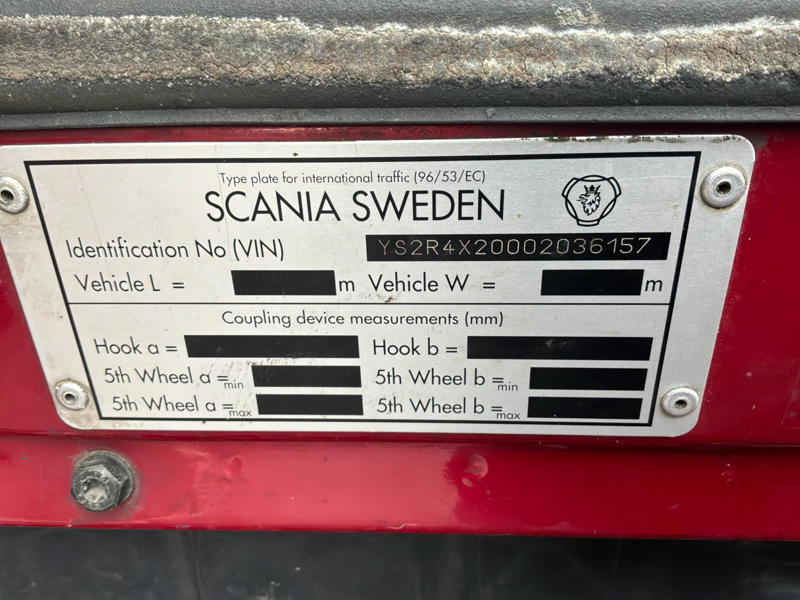 Type plate for international traffic (96/53/EC)
SCANIA SWEDEN
Identification No (VIN) YS2R4X20002036157
Vehicle L = m Vehicle W = m
Coupling device measurements (mm)
Hook a = Hook b =
5th Wheel a = min 5th Wheel b = min
5th Wheel a = max 5th Wheel b = max